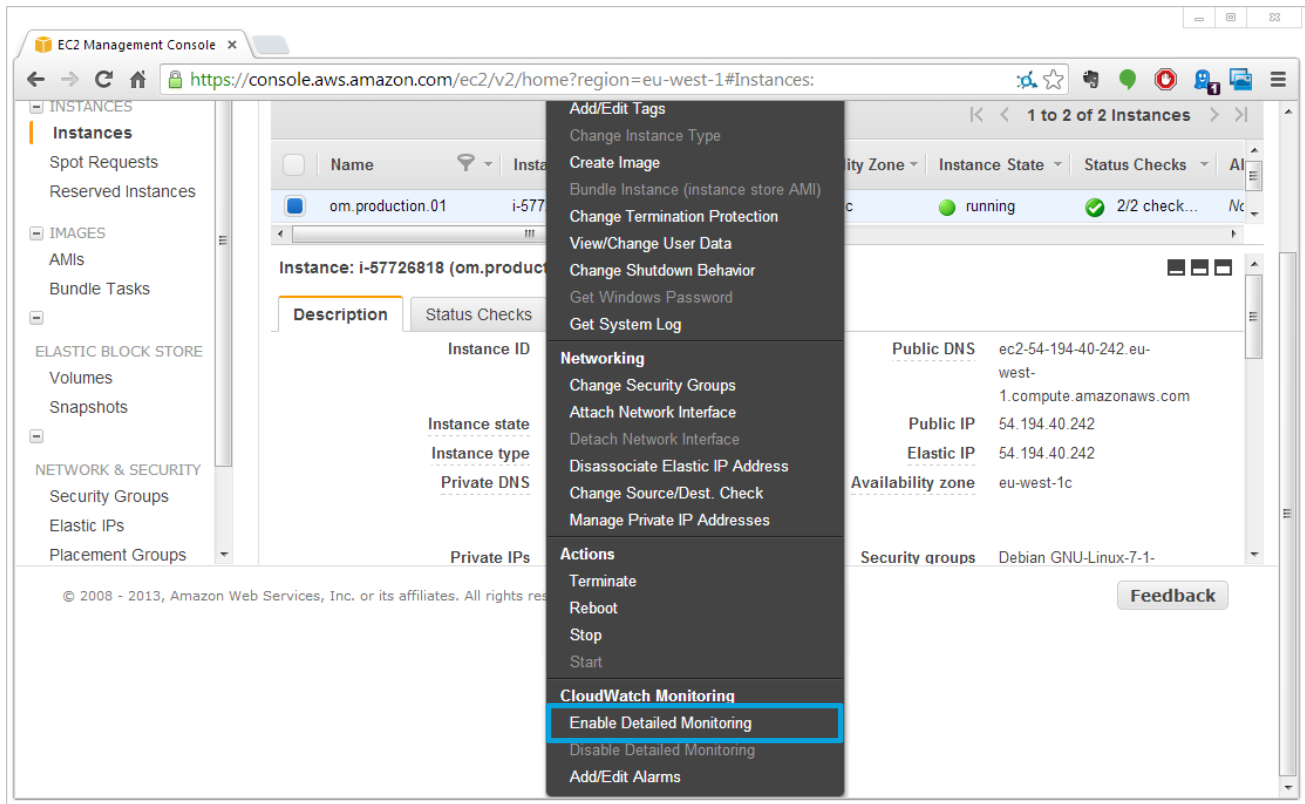 EC2 Management Console
https://console.aws.amazon.com/ec2/v2/home?region=eu-west-1#Instances:
1
INSTANCES
Instances
Spot Requests
Reserved Instances
IMAGES
AMIs
Bundle Tasks
ELASTIC BLOCK STORE
Volumes
Snapshots
NETWORK & SECURITY
Security Groups
Elastic IPs
Placement Groups
1 to 2 of 2 Instances
Name Insta ity Zone Instance State Status Checks Al
om.production.01 i-577 c running 2/2 check... No
Instance: i-57726818 (om.product
Description Status Checks
Instance ID
Instance state
Instance type
Private DNS
Private IPs
Add/Edit Tags
Change Instance Type
Create Image
Bundle Instance (instance store AMI)
Change Termination Protection
View/Change User Data
Change Shutdown Behavior
Get Windows Password
Get System Log
Networking
Change Security Groups
Attach Network Interface
Detach Network Interface
Disassociate Elastic IP Address
Change Source/Dest. Check
Manage Private IP Addresses
Actions
Terminate
Reboot
Stop
Start
CloudWatch Monitoring
Enable Detailed Monitoring
Disable Detailed Monitoring
Add/Edit Alarms
Public DNS ec2-54-194-40-242.eu-
west-
1.compute.amazonaws.com
Public IP 54.194.40.242
Elastic IP 54.194.40.242
Availability zone eu-west-1c
Security groups Debian GNU-Linux-7-1-
© 2008 - 2013, Amazon Web Services, Inc. or its affiliates. All rights res
Feedback